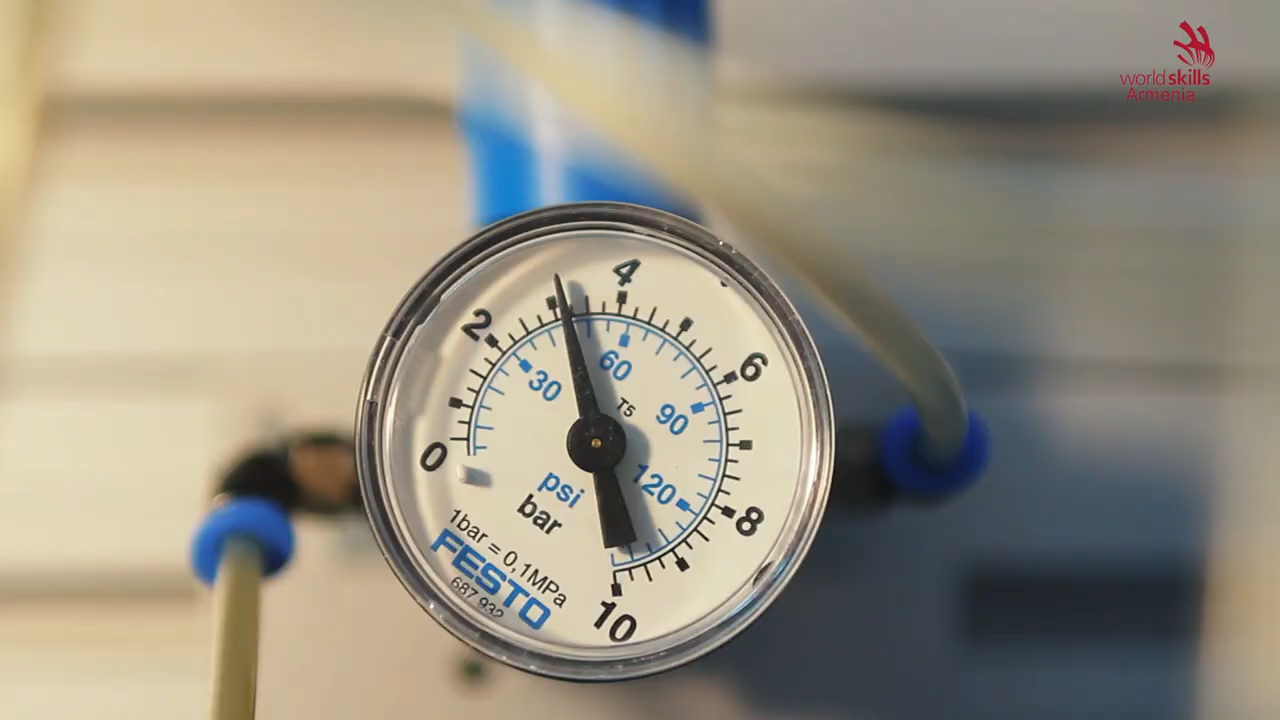 worldskills
Armenia
4
2
6
60
30
90
T5
0
120
psi
bar
8
1bar = 0,1MPa
FESTO
687 932
10